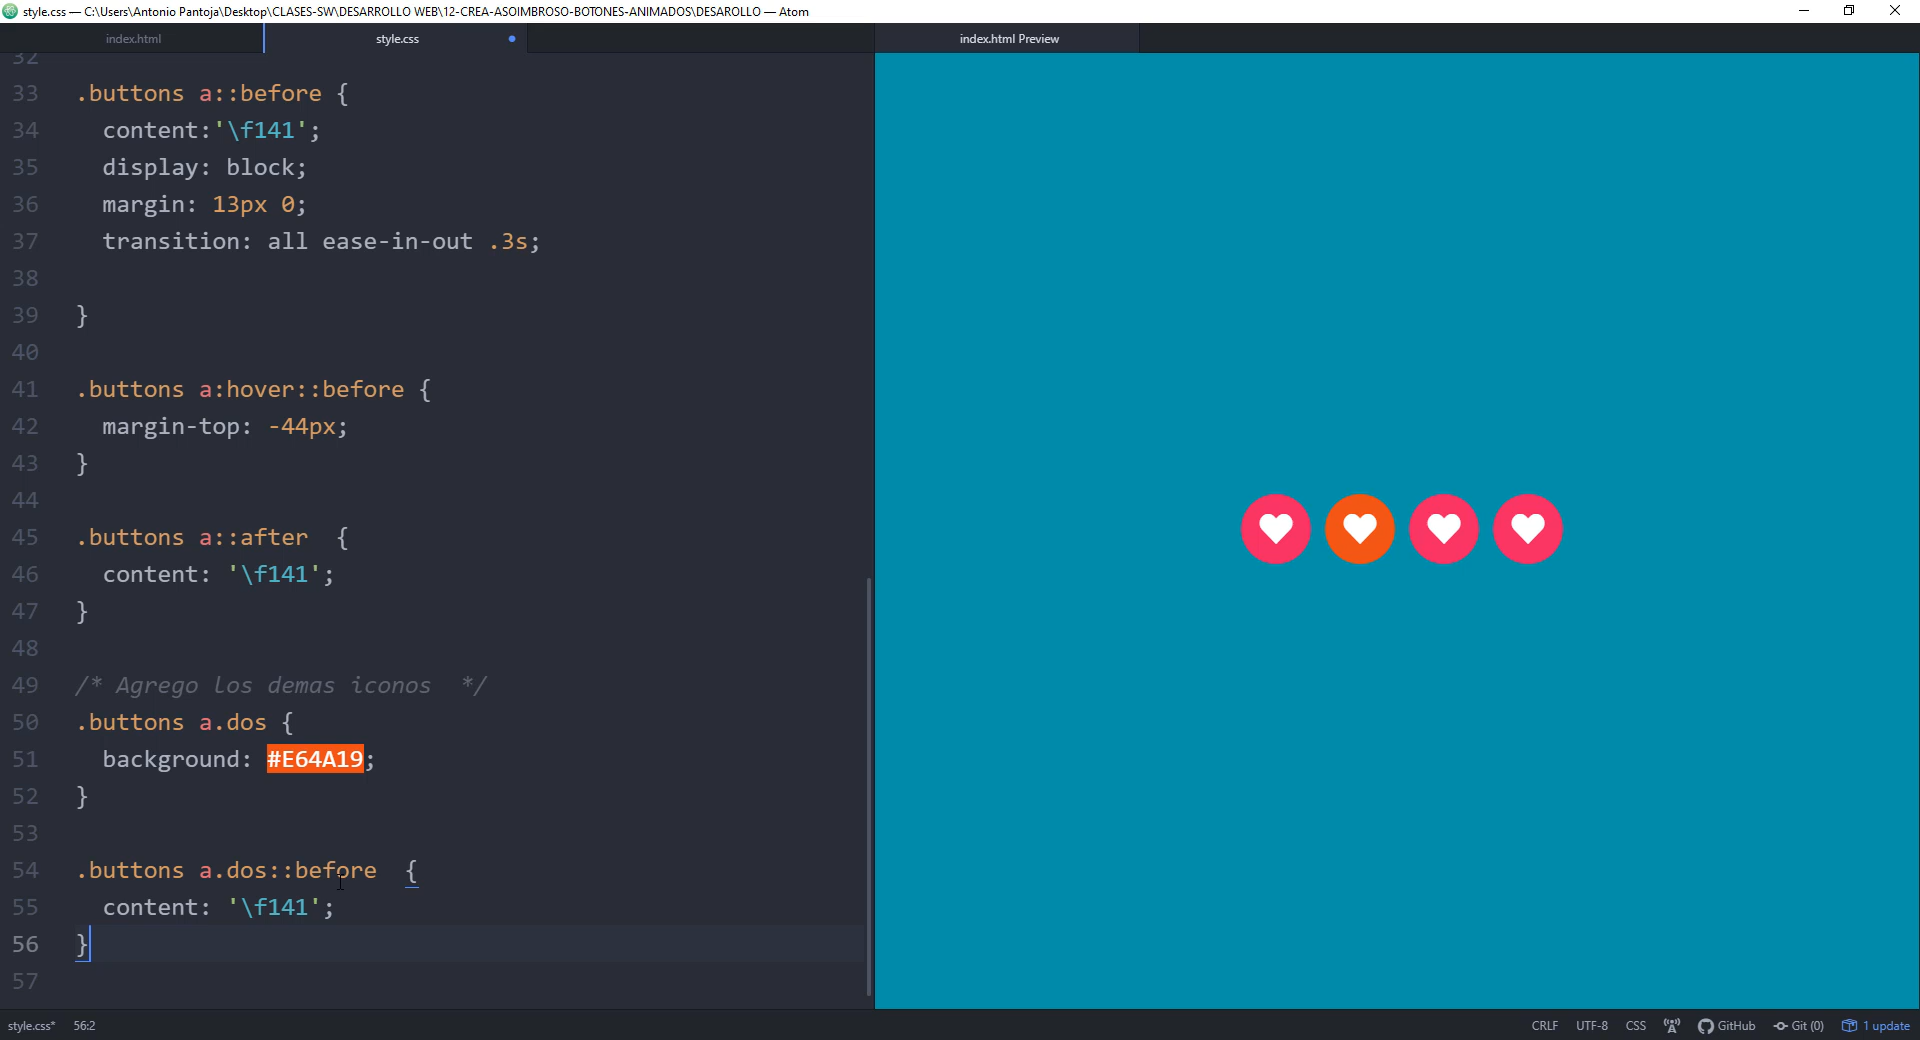 style.css — C:\Users\Antonio Pantoja\Desktop\CLASES-SW\DESARROLLO WEB\12-CREA-ASOIMBROSO-BOTONES-ANIMADOS\DESAROLLO — Atom
index.html
style.css
index.html Preview
32
33 .buttons a::before {
34 content:'\f141';
35 display: block;
36 margin: 13px 0;
37 transition: all ease-in-out .3s;
38
39 }
40
41 .buttons a:hover::before {
42 margin-top: -44px;
43 }
44
45 .buttons a::after  {
46 content: '\f141';
47 }
48
49 /* Agrego los demas iconos  */
50 .buttons a.dos {
51 background: #E64A19;
52 }
53
54 .buttons a.dos::before  {
55 content: '\f141';
56 }
57
style.css* 56:2
CRLF UTF-8 CSS GitHub Git (0) 1 update